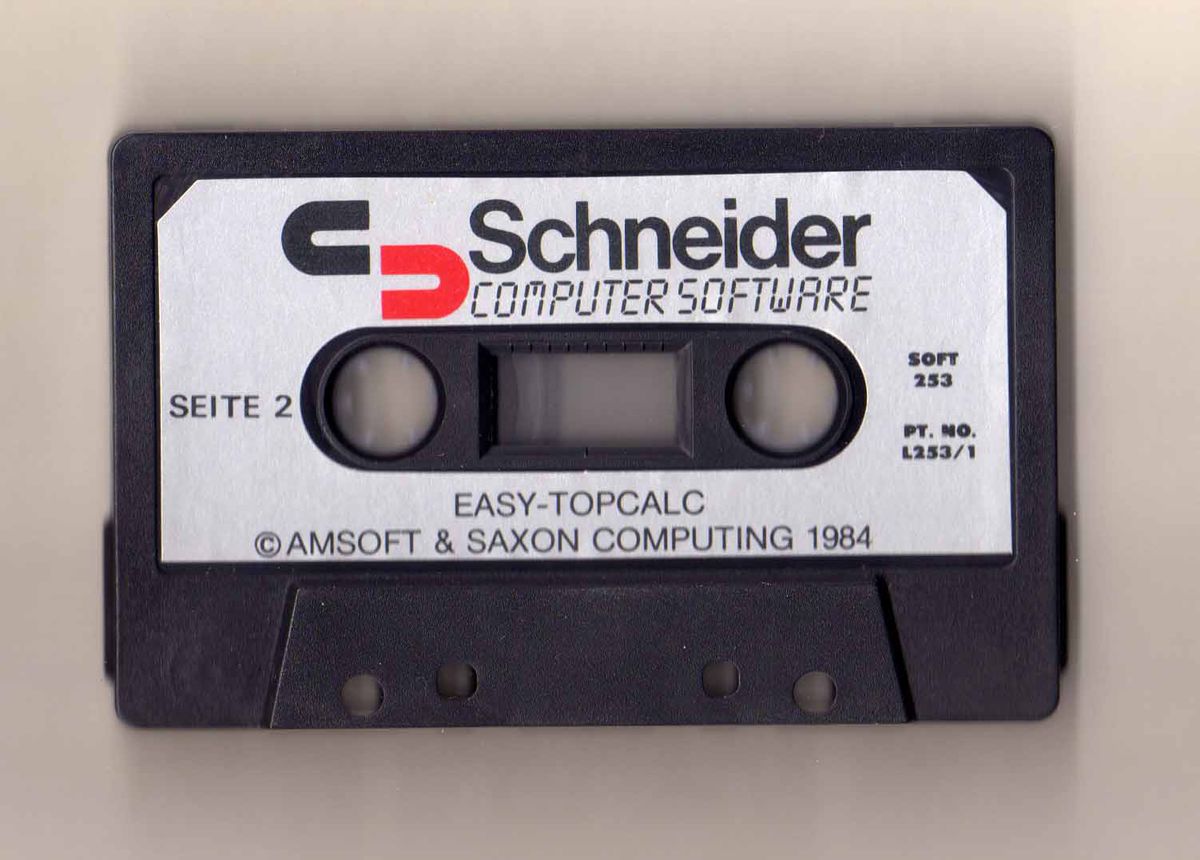 Schneider
COMPUTER SOFTWARE
SEITE 2
SOFT
253
PT. NO.
L253/1
EASY-TOPCALC
© AMSOFT & SAXON COMPUTING 1984